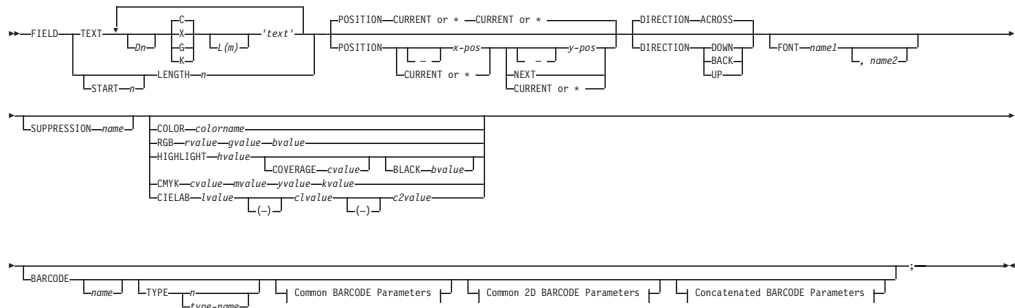 POSITION CURRENT or * CURRENT or * DIRECTION ACROSS
FIELD TEXT Dn C X G K L(m) 'text' POSITION – x-pos – y-pos DIRECTION DOWN FONT name1
CURRENT or * NEXT BACK , name2
START n LENGTH n CURRENT or * UP
SUPPRESSION name COLOR colorname
RGB rvalue gvalue bvalue
HIGHLIGHT hvalue COVERAGE cvalue BLACK bvalue
CMYK cvalue mvalue yvalue kvalue
CIELAB lvalue (–) c1value (–) c2value
BARCODE name TYPE n type-name Common BARCODE Parameters Common 2D BARCODE Parameters Concatenated BARCODE Parameters ;